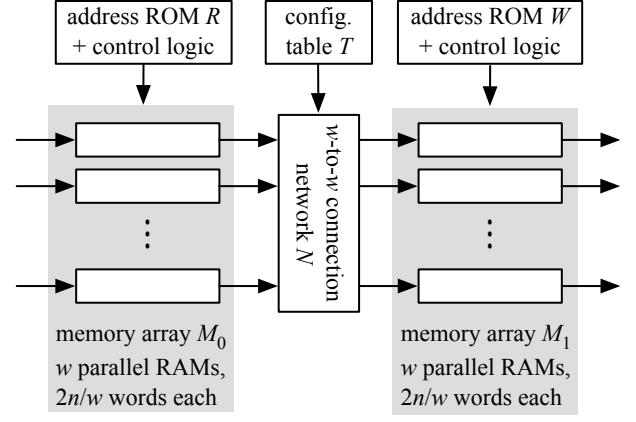 address ROM R
+ control logic
config.
table T
address ROM W
+ control logic
w-to-w connection
network N
memory array M0
w parallel RAMs,
2n/w words each
memory array M1
w parallel RAMs,
2n/w words each